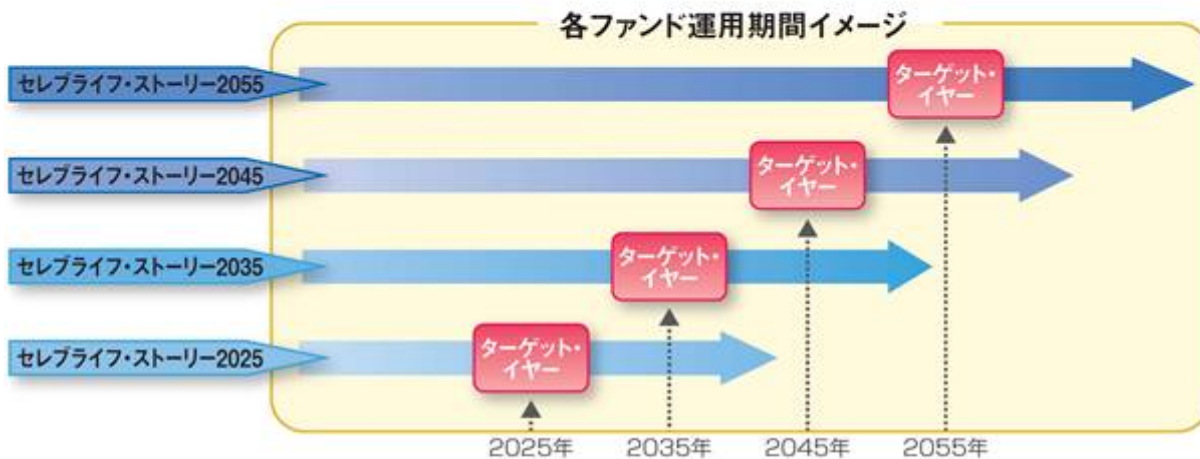 各ファンド運用期間イメージ
セレブライフ・ストーリー2055
ターゲット・
イヤー
セレブライフ・ストーリー2045
ターゲット・
イヤー
セレブライフ・ストーリー2035
ターゲット・
イヤー
セレブライフ・ストーリー2025
ターゲット・
イヤー
2025年 2035年 2045年 2055年